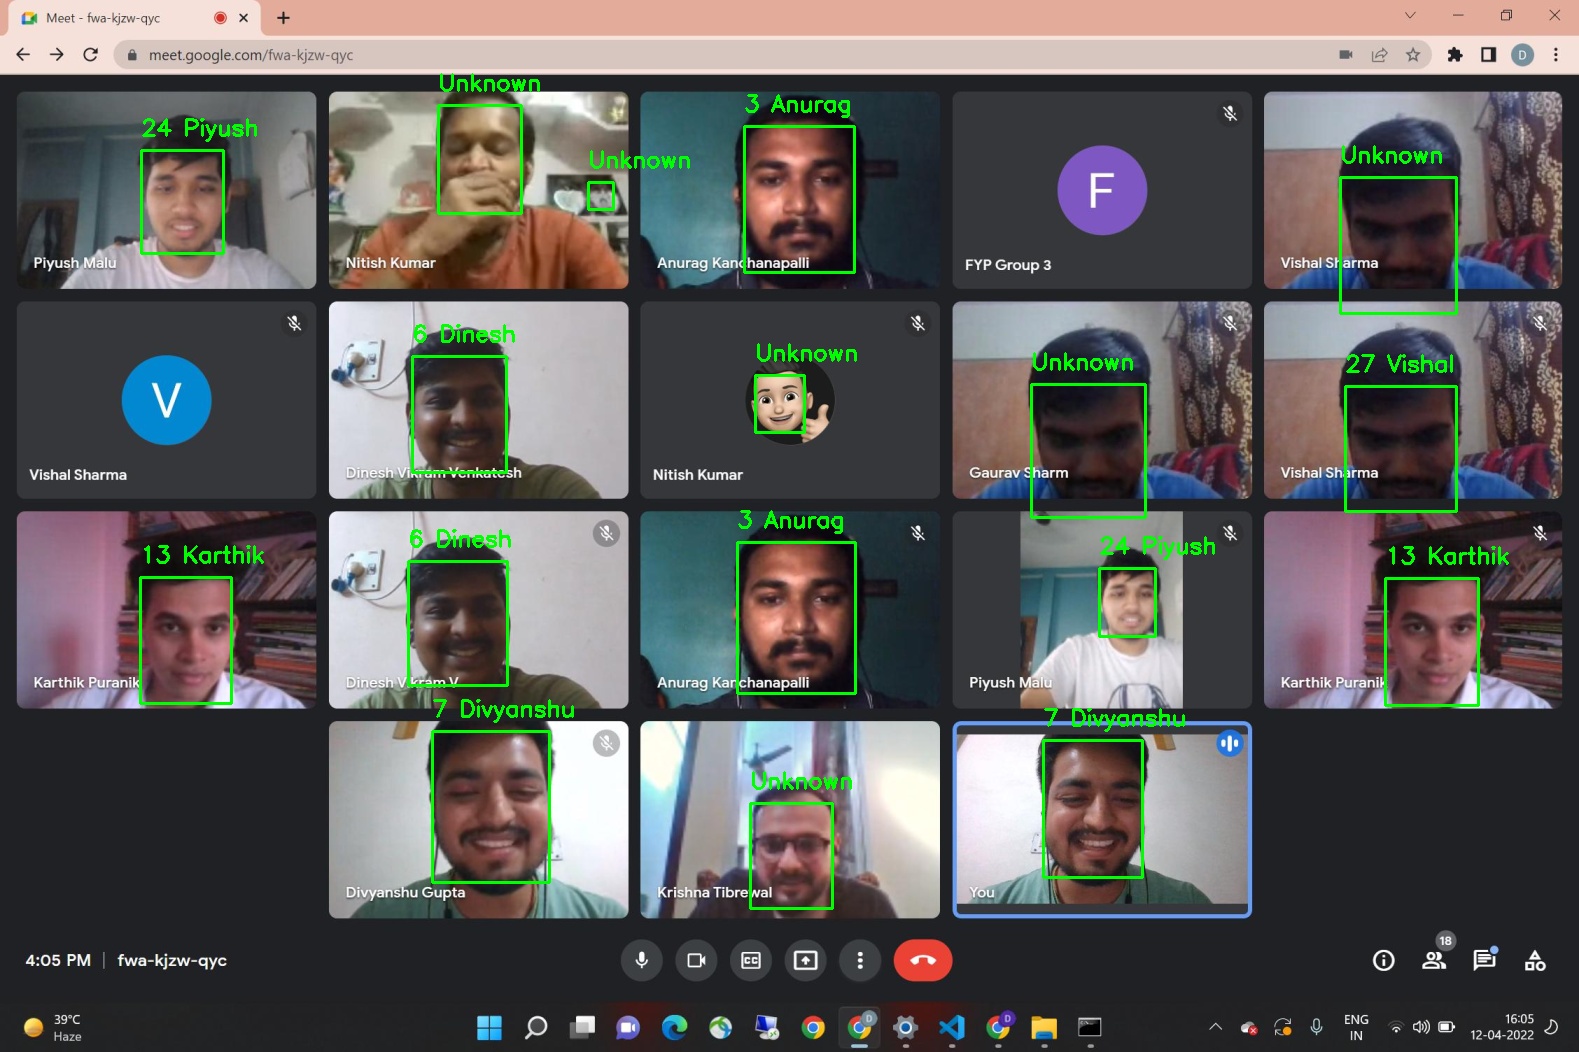 Meet - fwa-kjzw-qyc
meet.google.com/fwa-kjzw-qyc
D
24 Piyush
Piyush Malu
Unknown
Unknown
Nitish Kumar
3 Anurag
Anurag Kanchanapalli
F
FYP Group 3
Unknown
Vishal Sharma
V
Vishal Sharma
6 Dinesh
Dinesh Vikram Venkatesh
Unknown
Nitish Kumar
Unknown
Gaurav Sharm
27 Vishal
Vishal Sharma
13 Karthik
Karthik Puranik
6 Dinesh
Dinesh Vikram V
3 Anurag
Anurag Kanchanapalli
24 Piyush
Piyush Malu
13 Karthik
Karthik Puranik
7 Divyanshu
Divyanshu Gupta
Unknown
Krishna Tibrewal
7 Divyanshu
You
4:05 PM | fwa-kjzw-qyc
CC
18
39°C
Haze
D
D
ENG
IN
16:05
12-04-2022